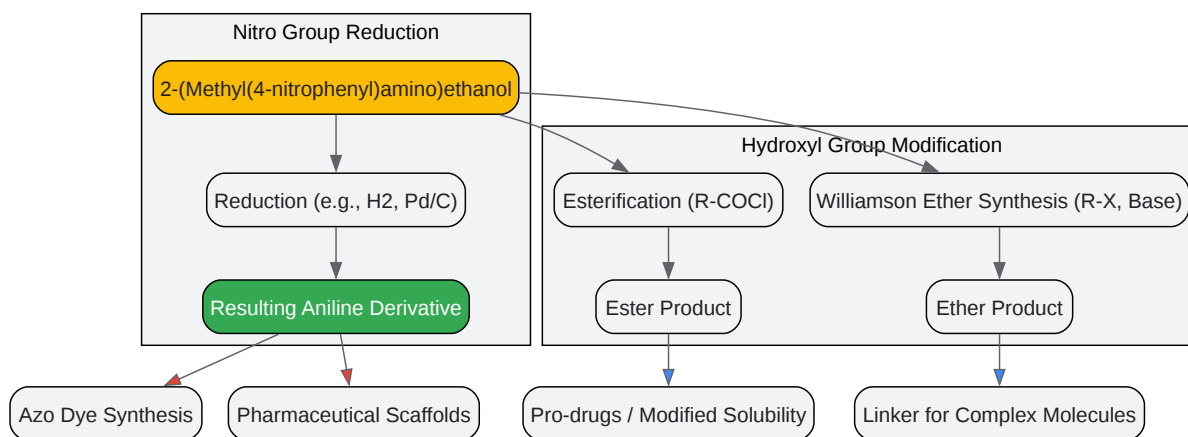 Nitro Group Reduction
2-(Methyl(4-nitrophenyl)amino)ethanol
Hydroxyl Group Modification
Reduction (e.g., H2, Pd/C)
Esterification (R-COCl)
Williamson Ether Synthesis (R-X, Base)
Resulting Aniline Derivative
Ester Product
Ether Product
Azo Dye Synthesis
Pharmaceutical Scaffolds
Pro-drugs / Modified Solubility
Linker for Complex Molecules